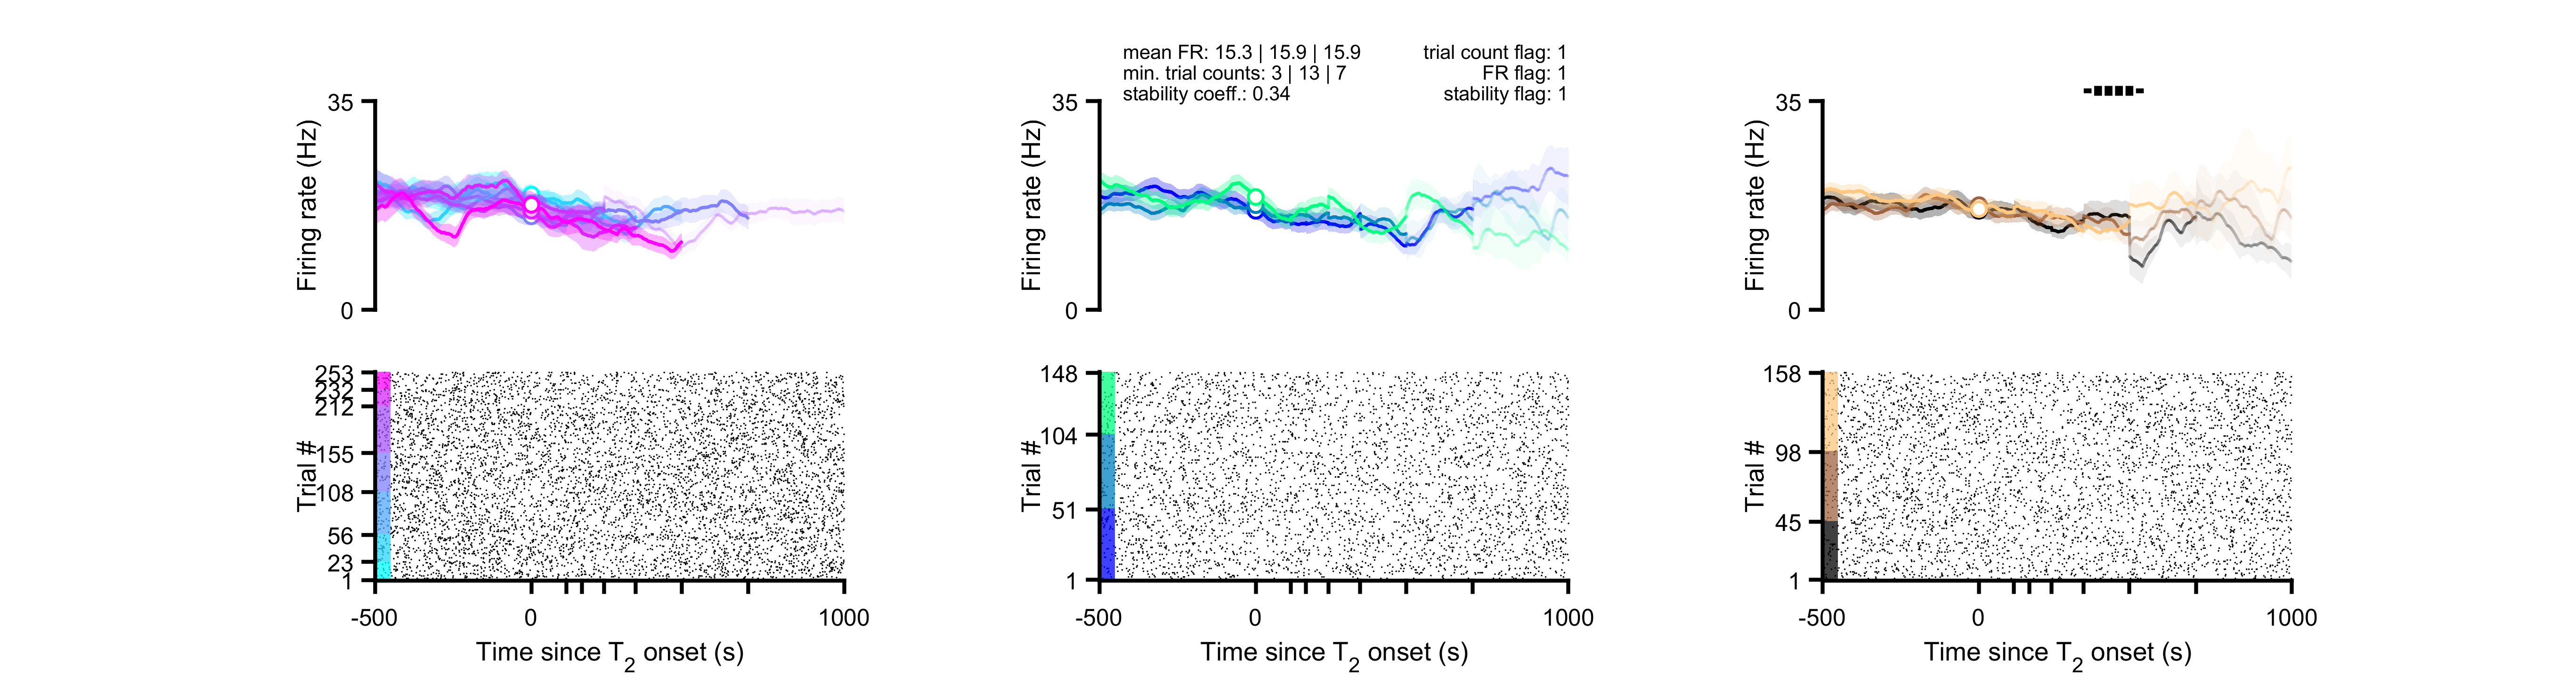 mean FR: 15.3 | 15.9 | 15.9
min. trial counts: 3 | 13 | 7
stability coeff.: 0.34
trial count flag: 1
FR flag: 1
stability flag: 1
35
Firing rate (Hz)
0
35
Firing rate (Hz)
0
35
Firing rate (Hz)
0
253
232
212
155
108
56
23
1
Trial #
-500
0
1000
Time since T2 onset (s)
148
104
51
1
Trial #
-500
0
1000
Time since T2 onset (s)
158
98
45
1
Trial #
-500
0
1000
Time since T2 onset (s)